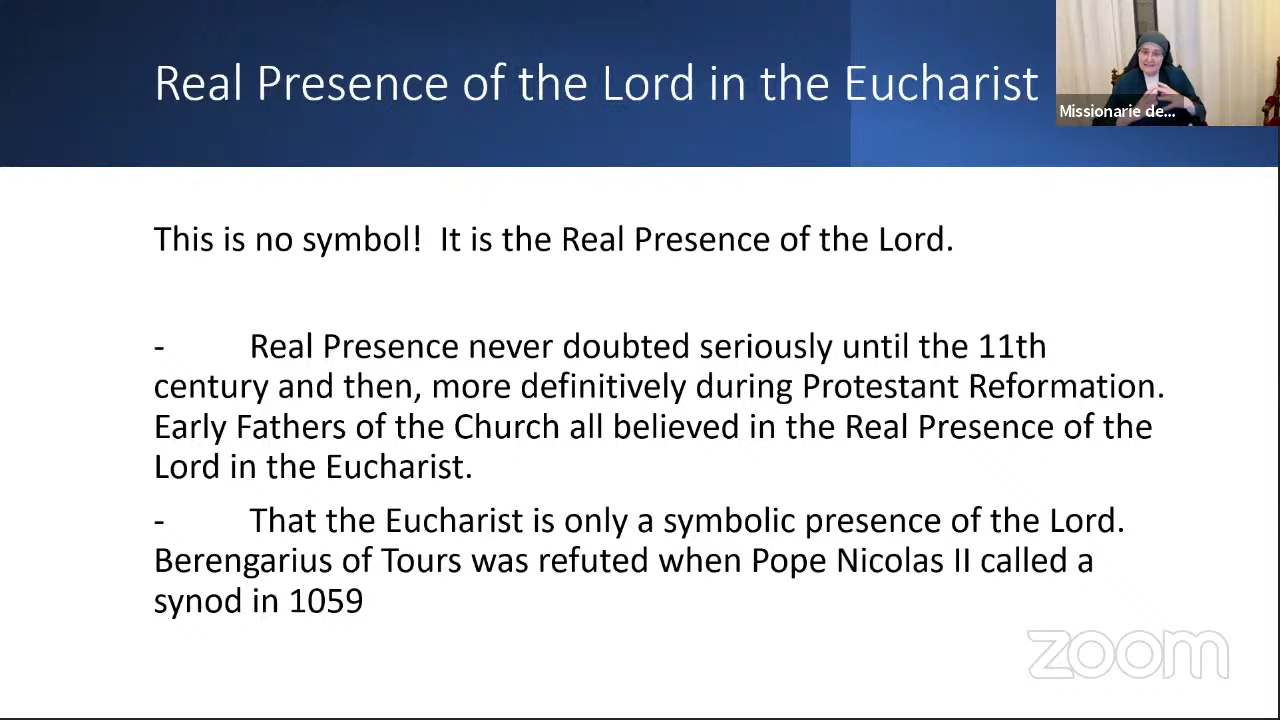 Real Presence of the Lord in the Eucharist
Missionarie de...
This is no symbol!  It is the Real Presence of the Lord.
- Real Presence never doubted seriously until the 11th
century and then, more definitively during Protestant Reformation.
Early Fathers of the Church all believed in the Real Presence of the
Lord in the Eucharist.
- That the Eucharist is only a symbolic presence of the Lord.
Berengarius of Tours was refuted when Pope Nicolas II called a
synod in 1059
zoom